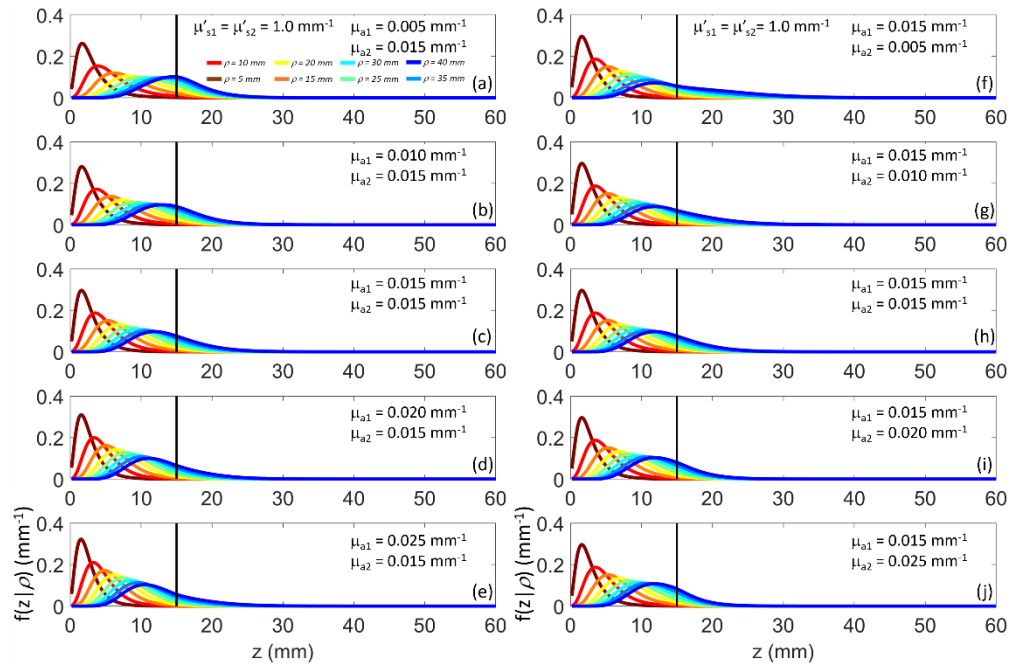 0.4
0.2
0
μ′s1 = μ′s2 = 1.0 mm⁻¹
μa1 = 0.005 mm⁻¹
μa2 = 0.015 mm⁻¹
ρ = 10 mm ρ = 20 mm ρ = 30 mm ρ = 40 mm
ρ = 5 mm ρ = 15 mm ρ = 25 mm ρ = 35 mm
(a)
0 10 20 30 40 50 60
μ′s1 = μ′s2= 1.0 mm⁻¹
μa1 = 0.015 mm⁻¹
μa2 = 0.005 mm⁻¹
0.4
0.2
0
(f)
0 10 20 30 40 50 60
0.4
0.2
0
μa1 = 0.010 mm⁻¹
μa2 = 0.015 mm⁻¹
(b)
0 10 20 30 40 50 60
0.4
0.2
0
μa1 = 0.015 mm⁻¹
μa2 = 0.010 mm⁻¹
(g)
0 10 20 30 40 50 60
0.4
0.2
0
μa1 = 0.015 mm⁻¹
μa2 = 0.015 mm⁻¹
(c)
0 10 20 30 40 50 60
0.4
0.2
0
μa1 = 0.015 mm⁻¹
μa2 = 0.015 mm⁻¹
(h)
0 10 20 30 40 50 60
0.4
0.2
0
μa1 = 0.020 mm⁻¹
μa2 = 0.015 mm⁻¹
(d)
0 10 20 30 40 50 60
0.4
0.2
0
μa1 = 0.015 mm⁻¹
μa2 = 0.020 mm⁻¹
(i)
0 10 20 30 40 50 60
f(z|ρ) (mm⁻¹)
0.4
0.2
0
μa1 = 0.025 mm⁻¹
μa2 = 0.015 mm⁻¹
(e)
0 10 20 30 40 50 60
z (mm)
f(z|ρ) (mm⁻¹)
0.4
0.2
0
μa1 = 0.015 mm⁻¹
μa2 = 0.025 mm⁻¹
(j)
0 10 20 30 40 50 60
z (mm)